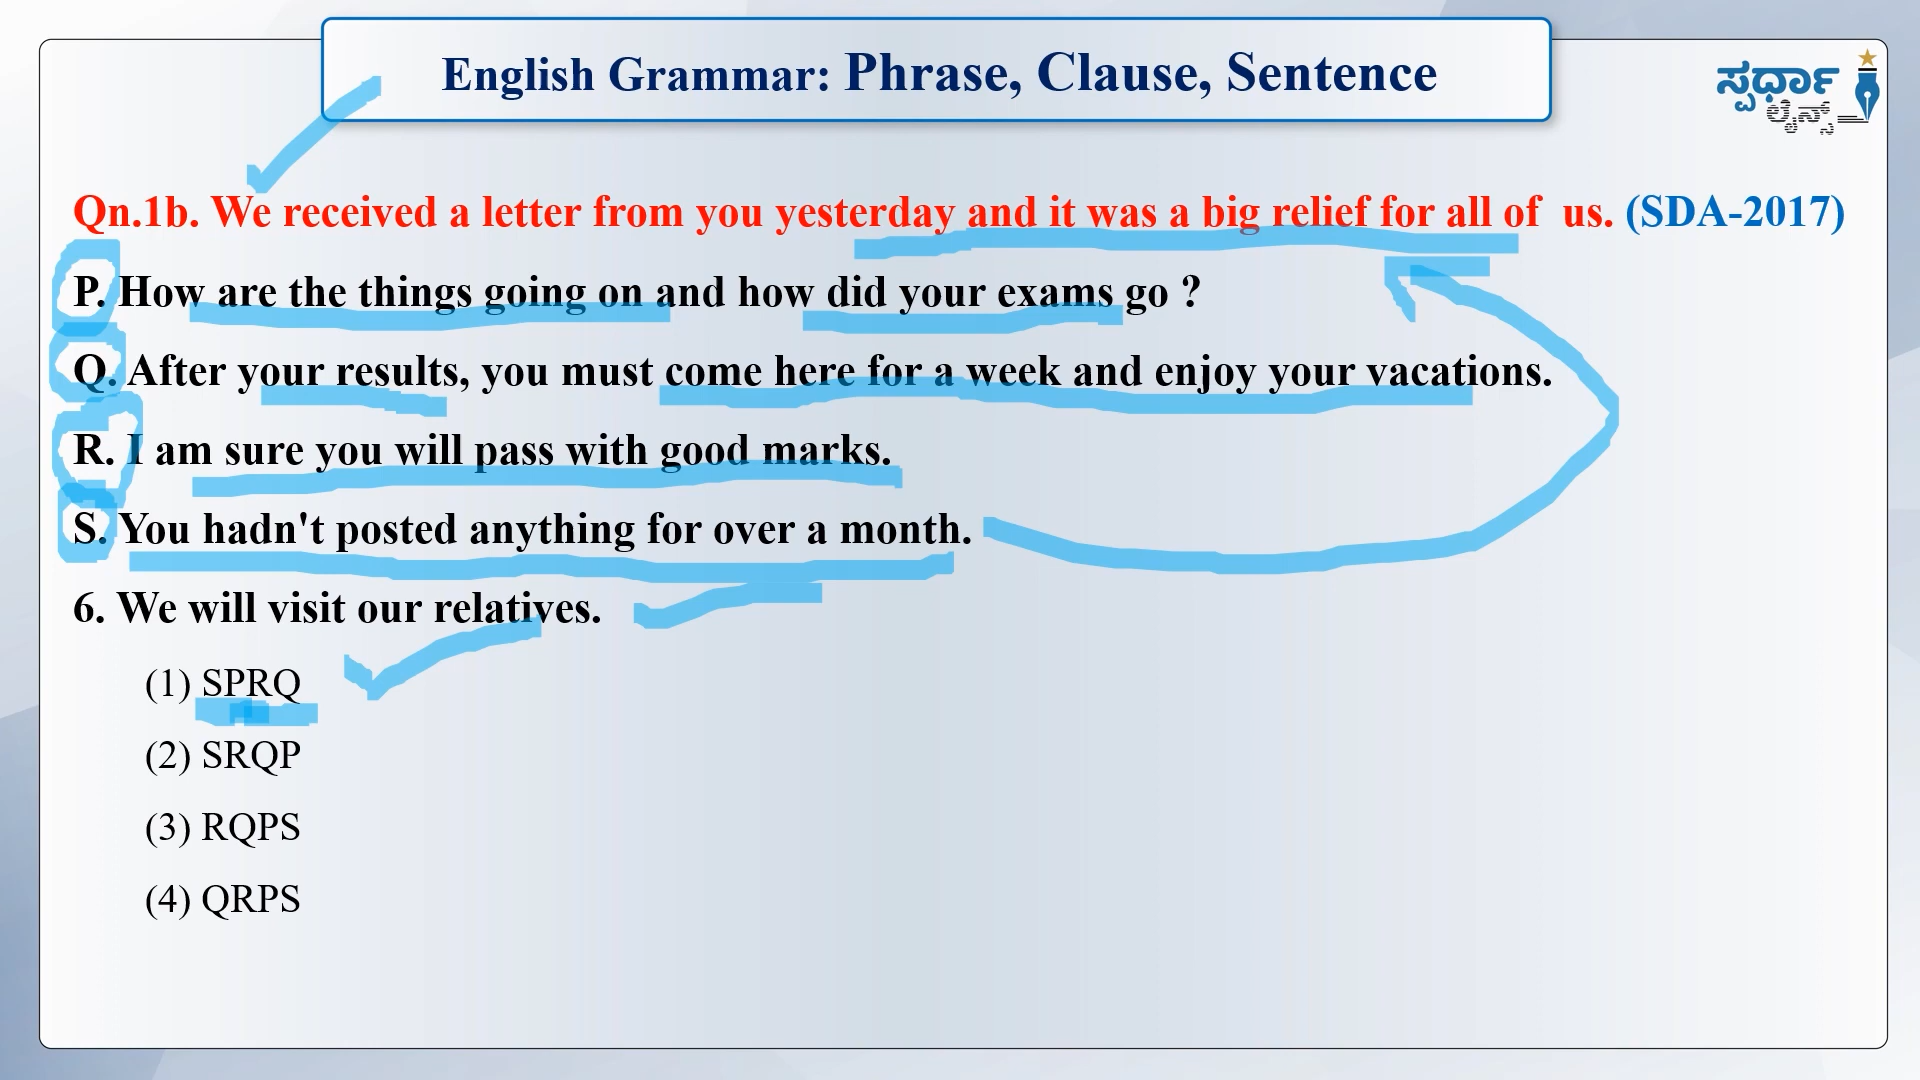 English Grammar: Phrase, Clause, Sentence
ಸ್ಪರ್ಧಾ
ಲೈನ್ಸ್
Qn.1b. We received a letter from you yesterday and it was a big relief for all of us. (SDA-2017)
P. How are the things going on and how did your exams go ?
Q. After your results, you must come here for a week and enjoy your vacations.
R. I am sure you will pass with good marks.
S. You hadn't posted anything for over a month.
6. We will visit our relatives.
(1) SPRQ
(2) SRQP
(3) RQPS
(4) QRPS